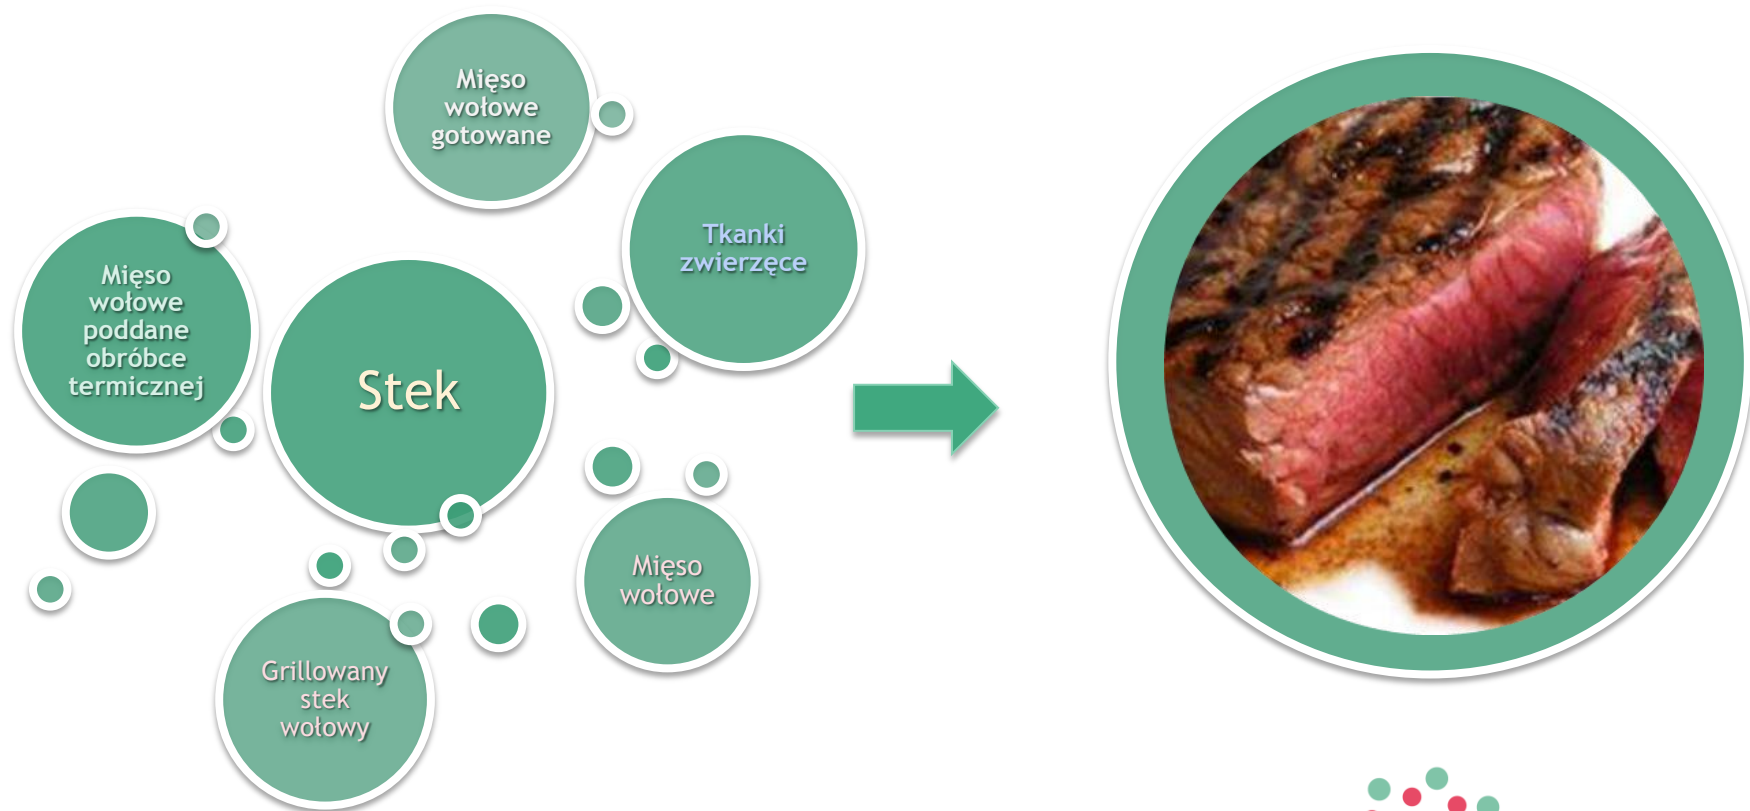 Mięso
wołowe
gotowane
Tkanki
zwierzęce
Mięso
wołowe
poddane
obróbce
termicznej
Stek
Mięso
wołowe
Grillowany
stek
wołowy